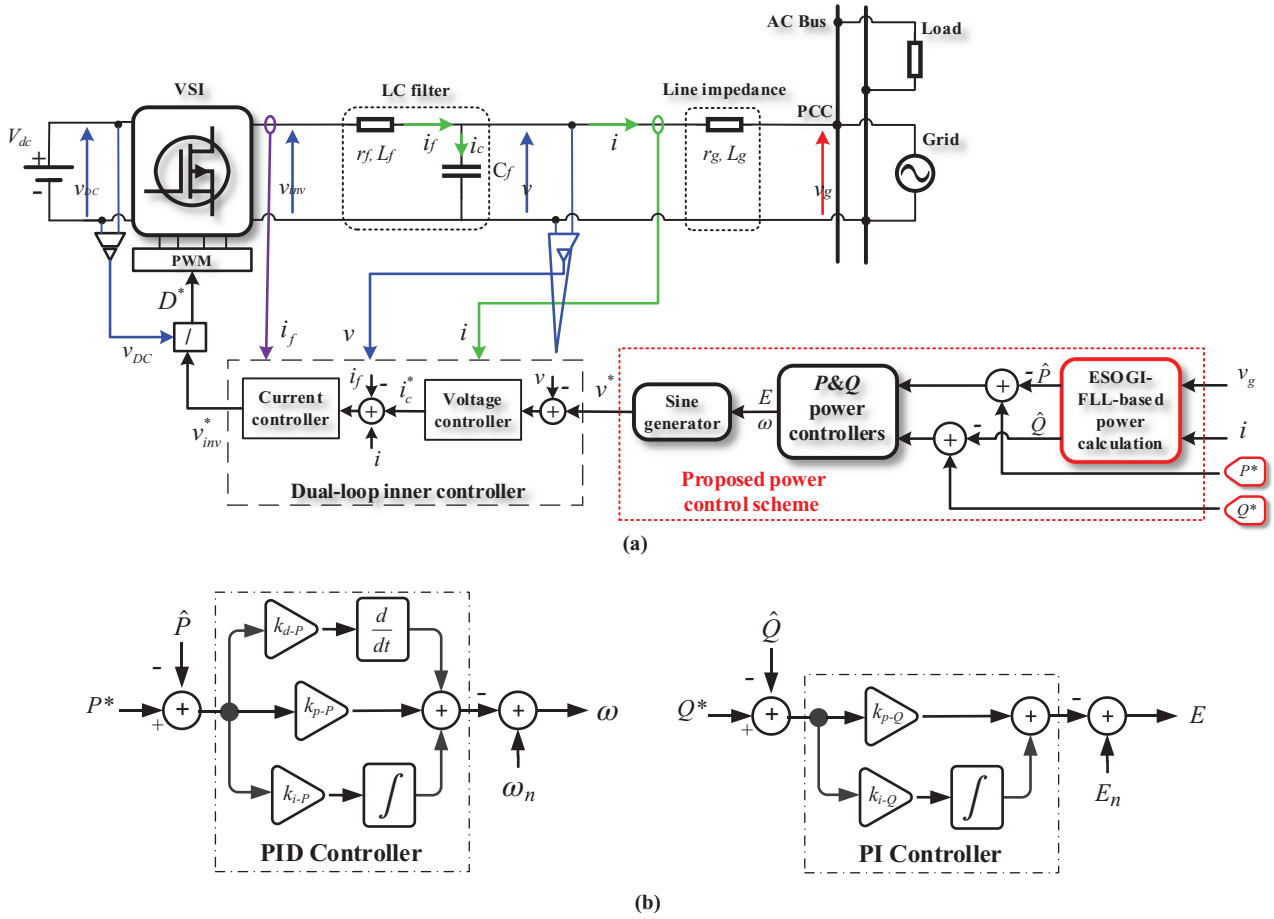 AC Bus
Load
VSI
LC filter
Line impedance
PCC
V_dc
+
-
v_DC
v_inv
r_f, L_f
i_f
i_c
C_f
v
i
r_g, L_g
v_g
Grid
PWM
D*
/
v_DC
i_f
v
i
v*_inv
Current controller
i_f
-
+
i
i*_c
Voltage controller
v
-
+
v*
Dual-loop inner controller
Sine generator
E
ω
P&Q power controllers
+
-
P̂
+
-
Q̂
ESOGI-FLL-based power calculation
v_g
i
P*
Q*
Proposed power control scheme
(a)
P̂
-
P*
+
+
k_d-P
d/dt
k_p-P
k_i-P
∫
+
-
+
ω
ω_n
PID Controller
Q̂
-
Q*
+
+
k_p-Q
k_i-Q
∫
+
-
+
E
E_n
PI Controller
(b)